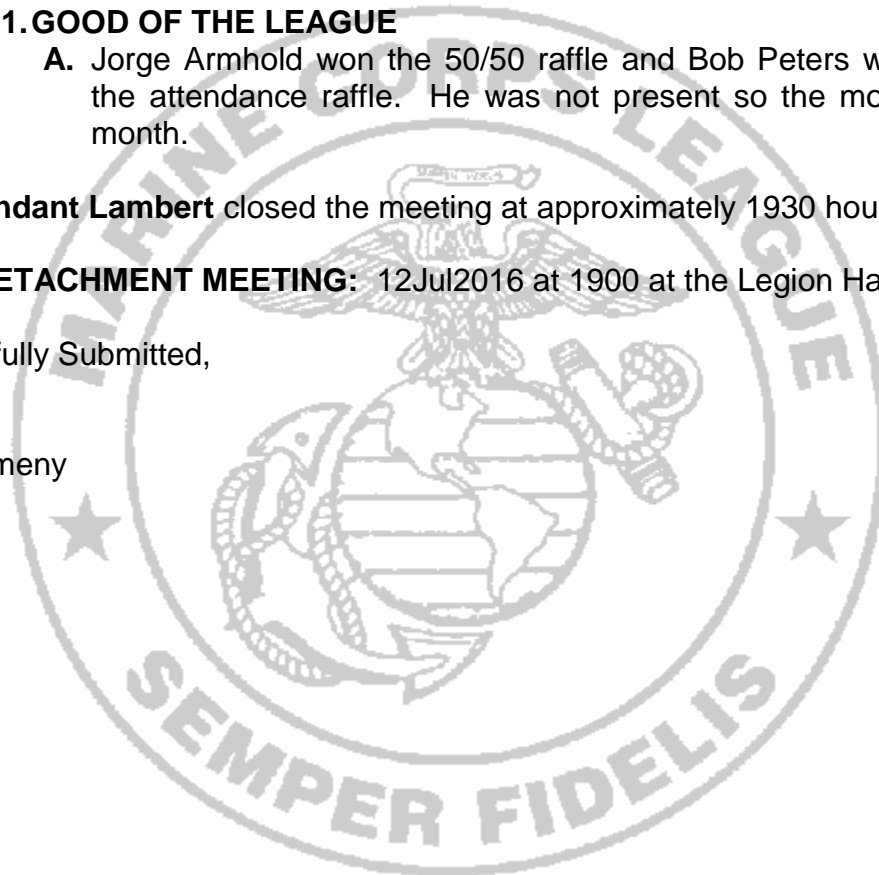 1. GOOD OF THE LEAGUE
A. Jorge Armhold won the 50/50 raffle and Bob Peters w
the attendance raffle. He was not present so the mo
month.
ndant Lambert closed the meeting at approximately 1930 hou
ETACHMENT MEETING: 12Jul2016 at 1900 at the Legion Ha
fully Submitted,
meny
MARINE CORPS LEAGUE
SEMPER FIDELIS